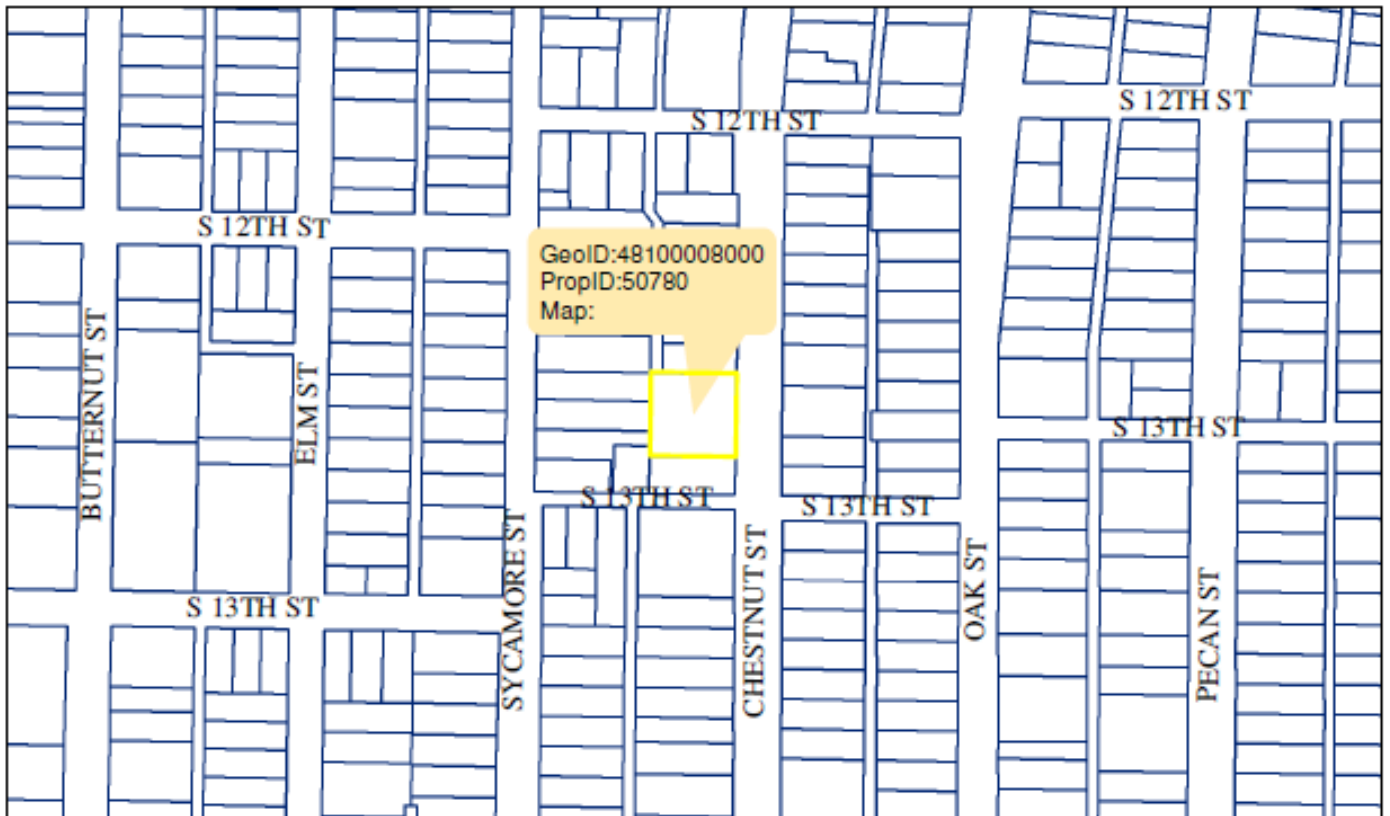 S 12TH ST
S 12TH ST
S 12TH ST
GeoID:48100008000
PropID:50780
Map:
BUTTERNUT ST
ELM ST
S 13TH ST
S 13TH ST
S 13TH ST
SYCAMORE ST
CHESTNUT ST
OAK ST
PECAN ST
S 13TH ST